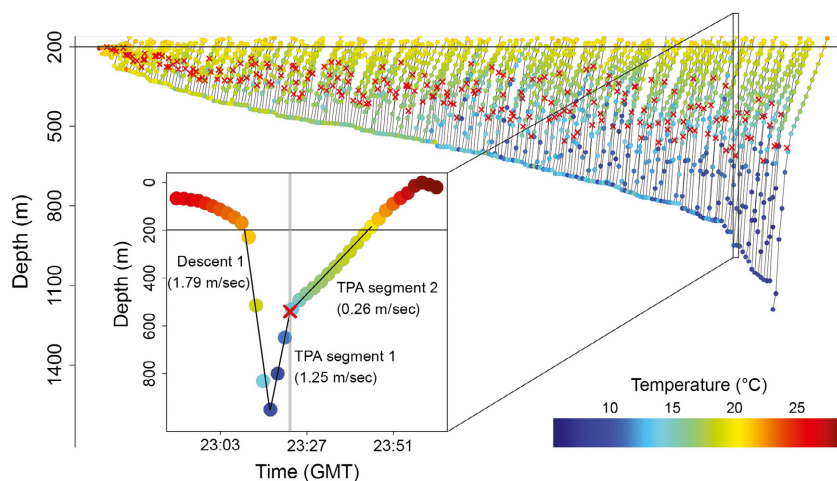 200
500
800
1100
1400
Depth (m)
0
200
400
600
800
Depth (m)
Descent 1
(1.79 m/sec)
TPA segment 2
(0.26 m/sec)
TPA segment 1
(1.25 m/sec)
23:03 23:27 23:51
Time (GMT)
Temperature (°C)
10 15 20 25